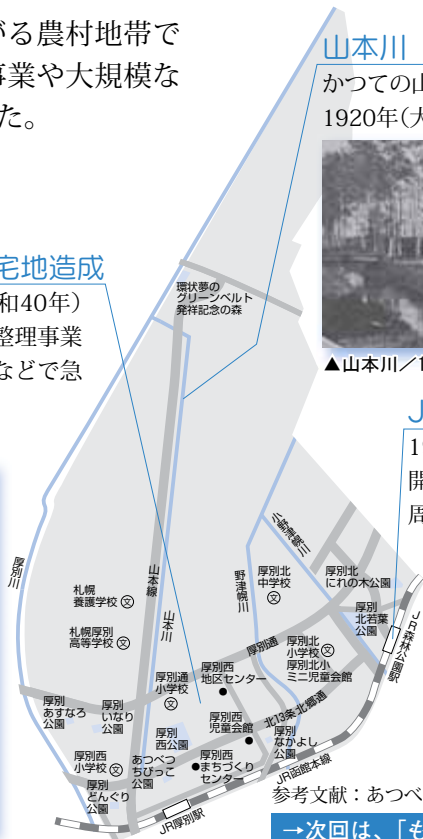 がる農村地帯で
事業や大規模な
た。
山本川
かつての山
1920年(大
▲山本川／1
宅地造成
和40年)
整理事業
などで急
J
19
開
周
環状夢の
グリーンベルト
発祥記念の森
厚別川
山本線
山本川
野津幌川
小野津幌川
札幌
養護学校
札幌厚別
高等学校
厚別北
中学校
厚別北
にれの木公園
厚別
北若葉
公園
JR森林公園駅
厚別通
厚別北
小学校
厚別北小
ミニ児童会館
厚別西
地区センター
厚別通
小学校
厚別
あすなろ
公園
厚別
いなり
公園
厚別
西公園
厚別西
児童会館
北13条北郷通
厚別西
小学校
あつべつ
ちびっこ
公園
厚別西
まちづくり
センター
厚別
なかよし
公園
厚別
どんぐり
公園
JR函館本線
JR厚別駅
参考文献：あつべ
→次回は、「も